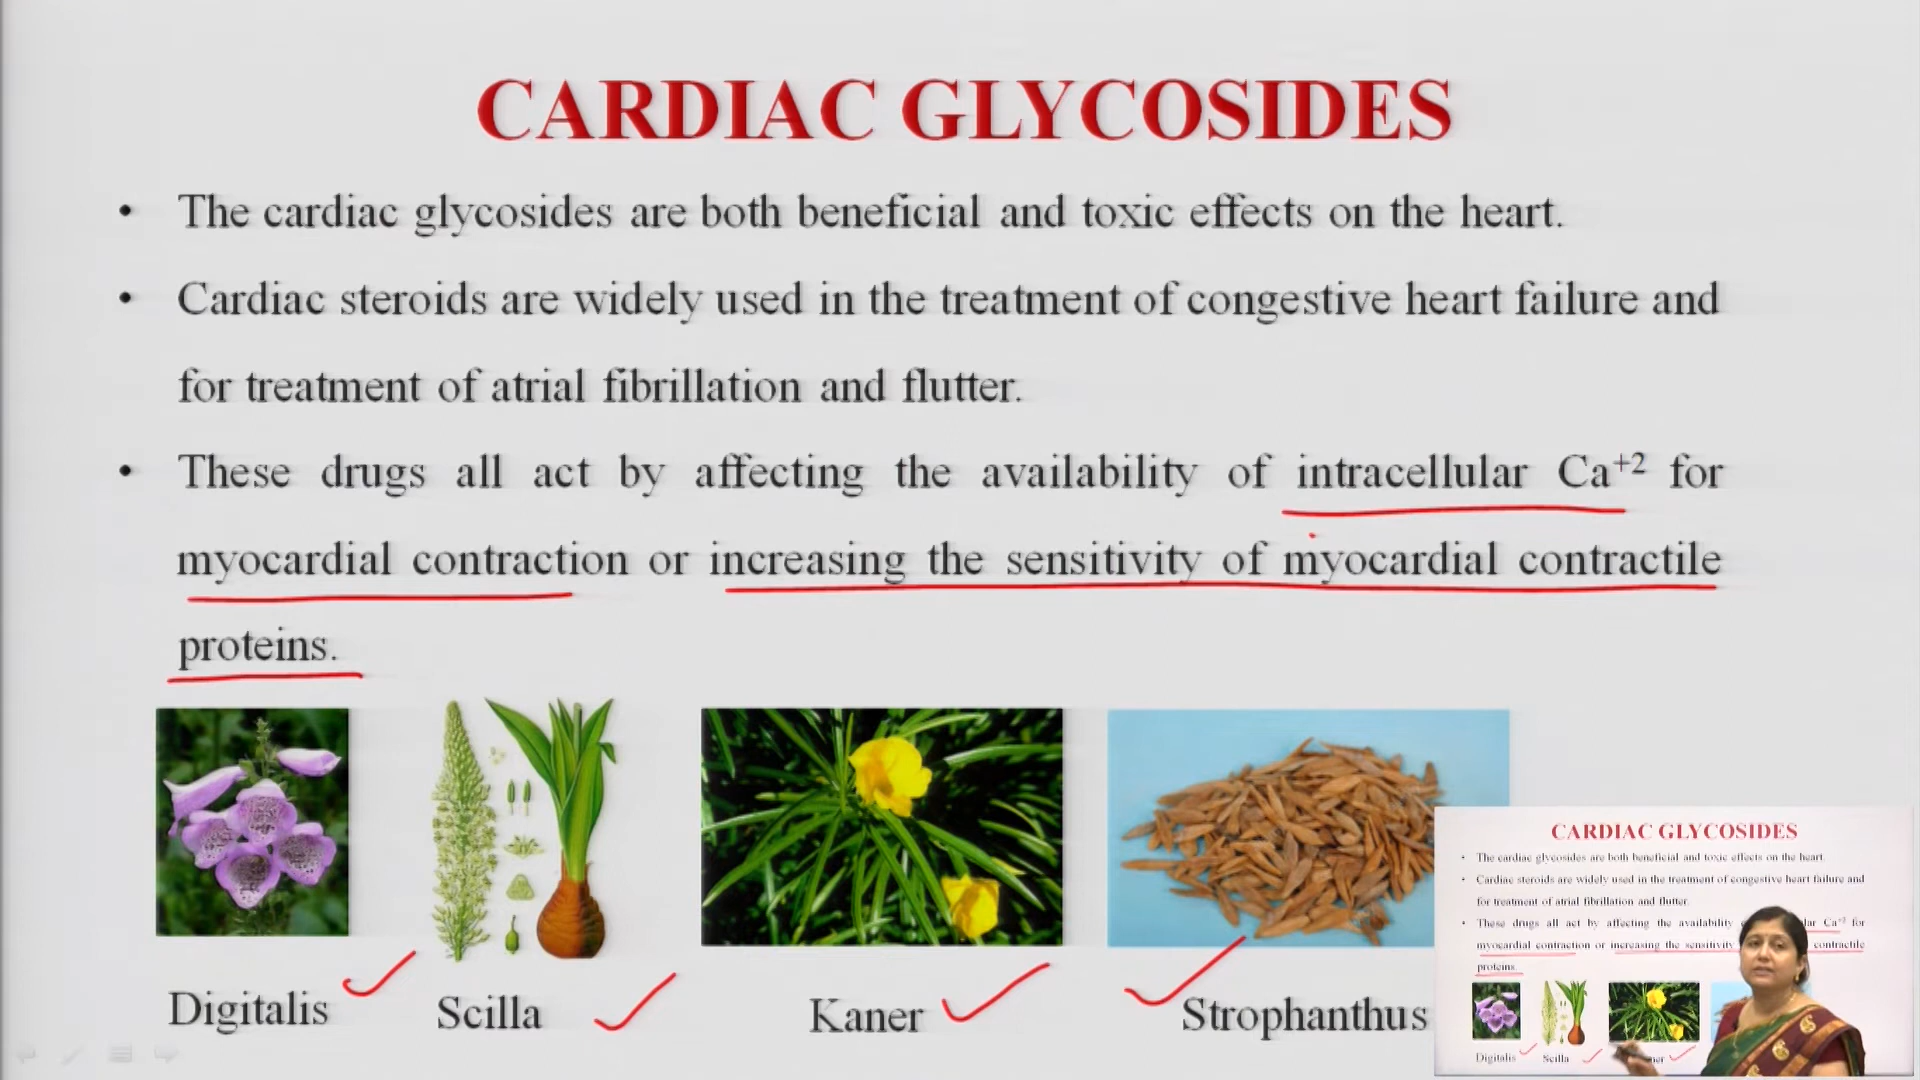 CARDIAC GLYCOSIDES
• The cardiac glycosides are both beneficial and toxic effects on the heart.
• Cardiac steroids are widely used in the treatment of congestive heart failure and
for treatment of atrial fibrillation and flutter.
• These drugs all act by affecting the availability of intracellular Ca⁺² for
myocardial contraction or increasing the sensitivity of myocardial contractile
proteins.
Digitalis
Scilla
Kaner
Strophanthus
CARDIAC GLYCOSIDES
• The cardiac glycosides are both beneficial and toxic effects on the heart.
• Cardiac steroids are widely used in the treatment of congestive heart failure and
for treatment of atrial fibrillation and flutter.
• These drugs all act by affecting the availability lar Ca⁺² for
myocardial contraction or increasing the sensitivity contractile
proteins.
Digitalis
Scilla